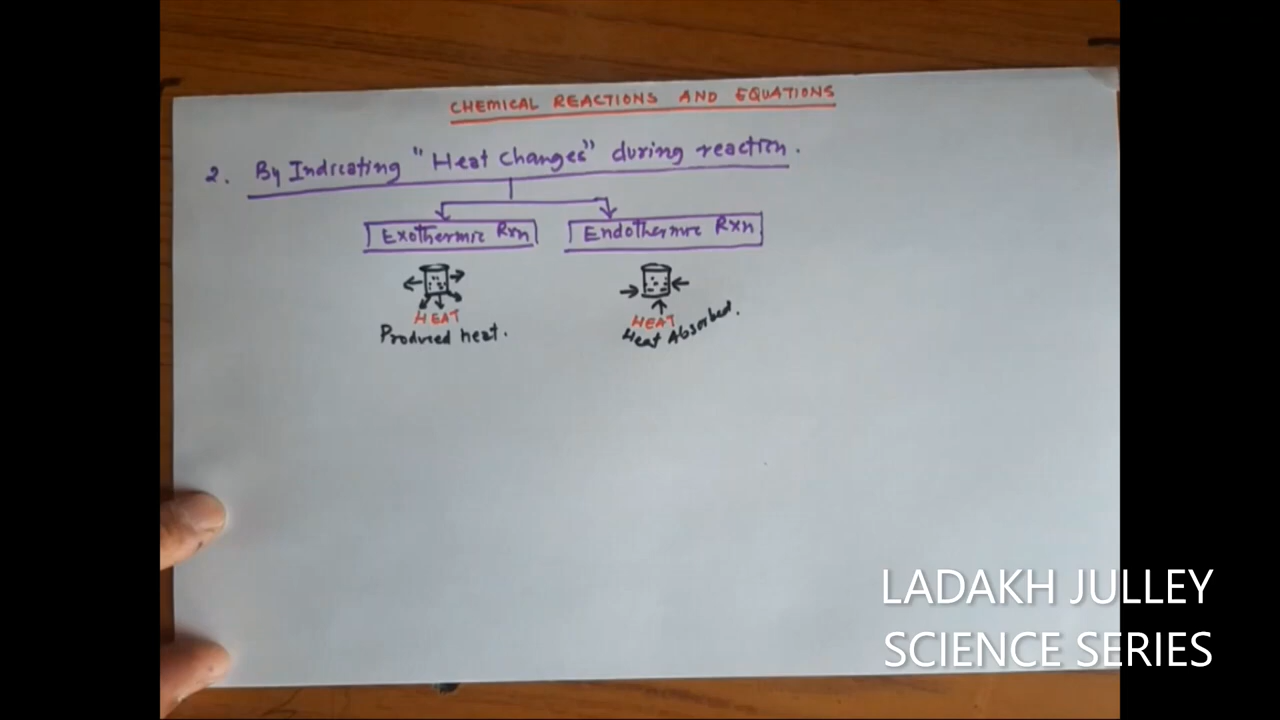 CHEMICAL REACTIONS AND EQUATIONS
2. By Indicating "Heat Changes" during reaction.
Exothermic Rxn
Endothermic Rxn
HEAT
HEAT
Produced heat.
Heat Absorbed.
LADAKH JULLEY
SCIENCE SERIES